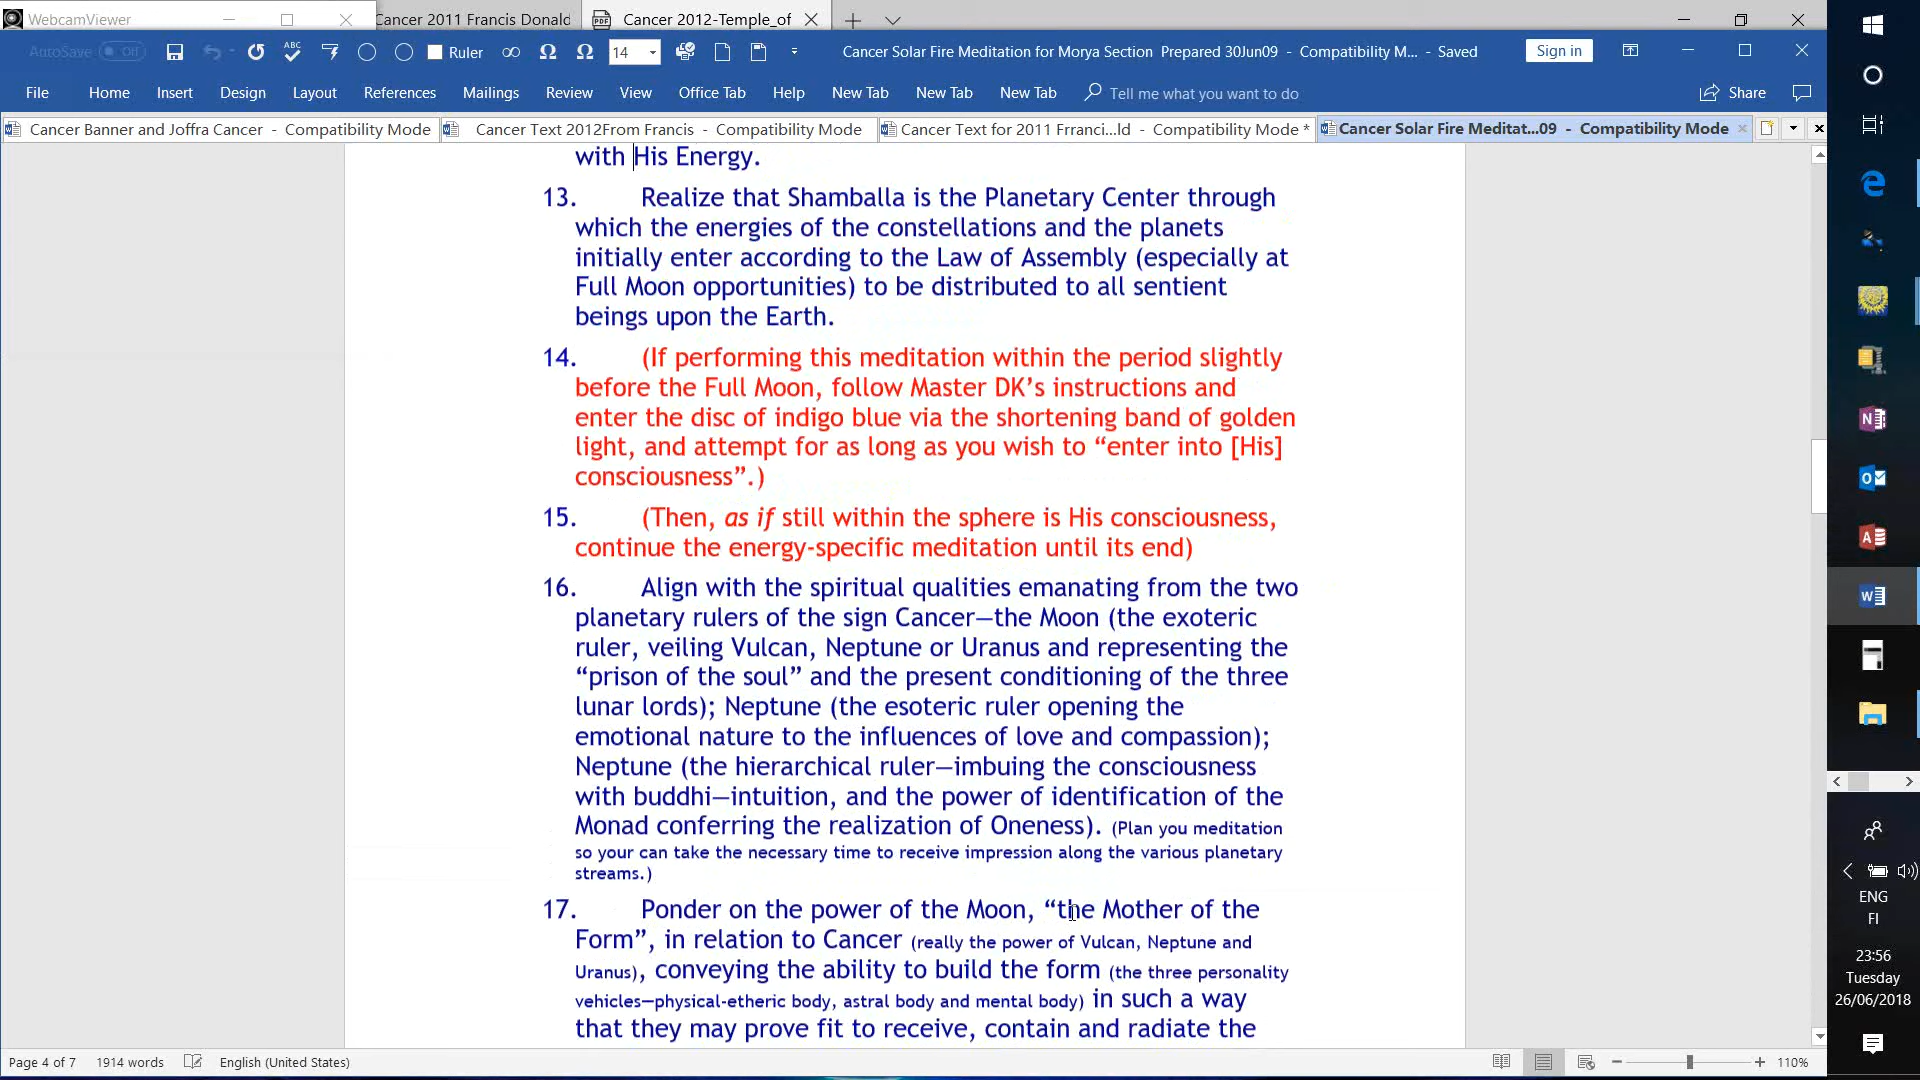 WebcamViewer
Cancer 2011 Francis Donald
Cancer 2012-Temple_of
AutoSave Off
ABC
Ruler
14
Cancer Solar Fire Meditation for Morya Section Prepared 30Jun09 - Compatibility M... - Saved
Sign in
File Home Insert Design Layout References Mailings Review View Office Tab Help New Tab New Tab New Tab Tell me what you want to do Share
Cancer Banner and Joffra Cancer - Compatibility Mode
Cancer Text 2012From Francis - Compatibility Mode
Cancer Text for 2011 Frranci...ld - Compatibility Mode *
Cancer Solar Fire Meditat...09 - Compatibility Mode
with His Energy.
13. Realize that Shamballa is the Planetary Center through
which the energies of the constellations and the planets
initially enter according to the Law of Assembly (especially at
Full Moon opportunities) to be distributed to all sentient
beings upon the Earth.
14. (If performing this meditation within the period slightly
before the Full Moon, follow Master DK’s instructions and
enter the disc of indigo blue via the shortening band of golden
light, and attempt for as long as you wish to “enter into [His]
consciousness”.)
15. (Then, as if still within the sphere is His consciousness,
continue the energy-specific meditation until its end)
16. Align with the spiritual qualities emanating from the two
planetary rulers of the sign Cancer—the Moon (the exoteric
ruler, veiling Vulcan, Neptune or Uranus and representing the
“prison of the soul” and the present conditioning of the three
lunar lords); Neptune (the esoteric ruler opening the
emotional nature to the influences of love and compassion);
Neptune (the hierarchical ruler—imbuing the consciousness
with buddhi—intuition, and the power of identification of the
Monad conferring the realization of Oneness). (Plan you meditation
so your can take the necessary time to receive impression along the various planetary
streams.)
17. Ponder on the power of the Moon, “the Mother of the
Form”, in relation to Cancer (really the power of Vulcan, Neptune and
Uranus), conveying the ability to build the form (the three personality
vehicles—physical-etheric body, astral body and mental body) in such a way
that they may prove fit to receive, contain and radiate the
Page 4 of 7 1914 words English (United States) 110%
ENG
FI
23:56
Tuesday
26/06/2018